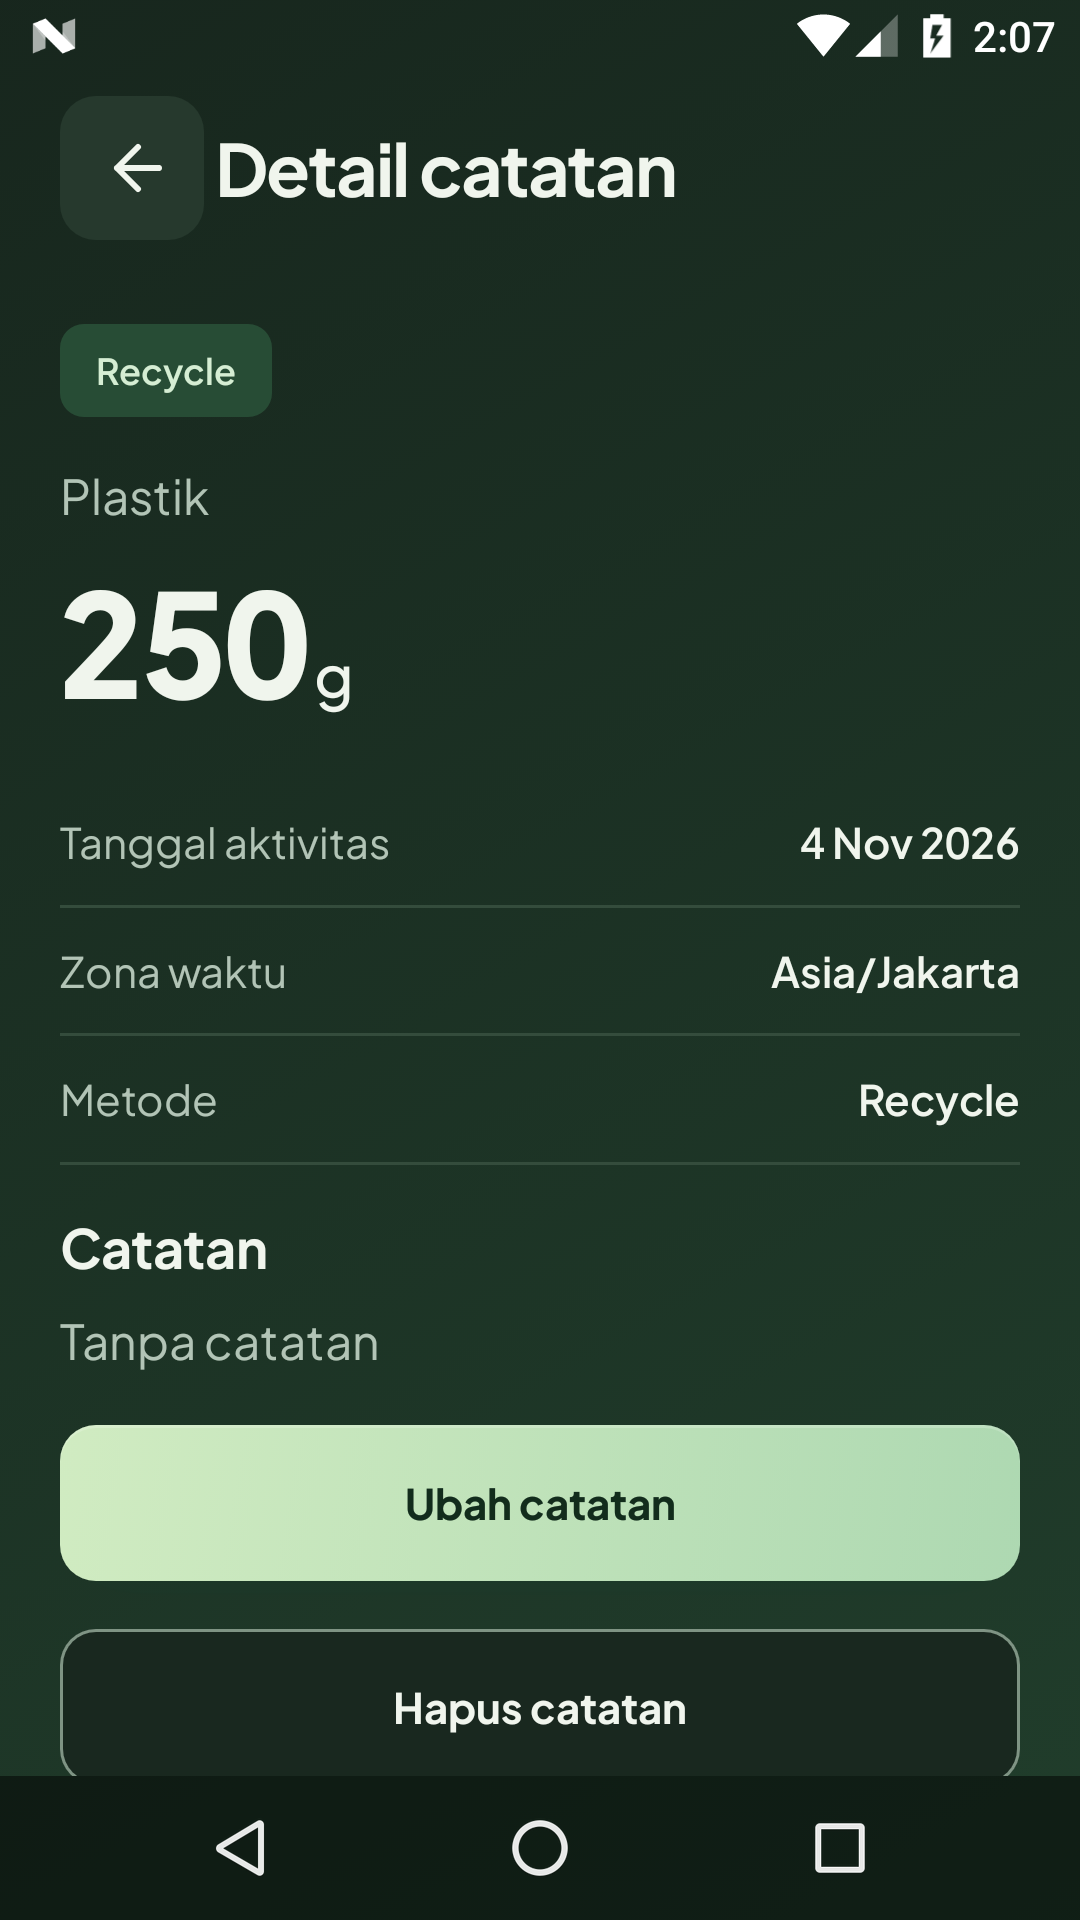 2:07
Detail catatan
Recycle
Plastik
250 g
Tanggal aktivitas 4 Nov 2026
Zona waktu Asia/Jakarta
Metode Recycle
Catatan
Tanpa catatan
Ubah catatan
Hapus catatan